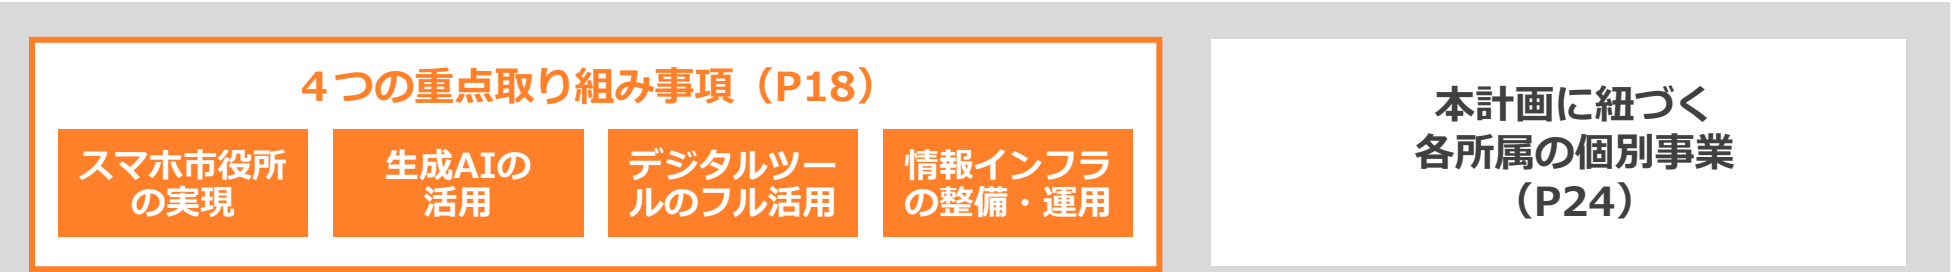 ４つの重点取り組み事項（P18）
スマホ市役所
の実現
生成AIの
活用
デジタルツー
ルのフル活用
情報インフラ
の整備・運用
本計画に紐づく
各所属の個別事業
（P24）